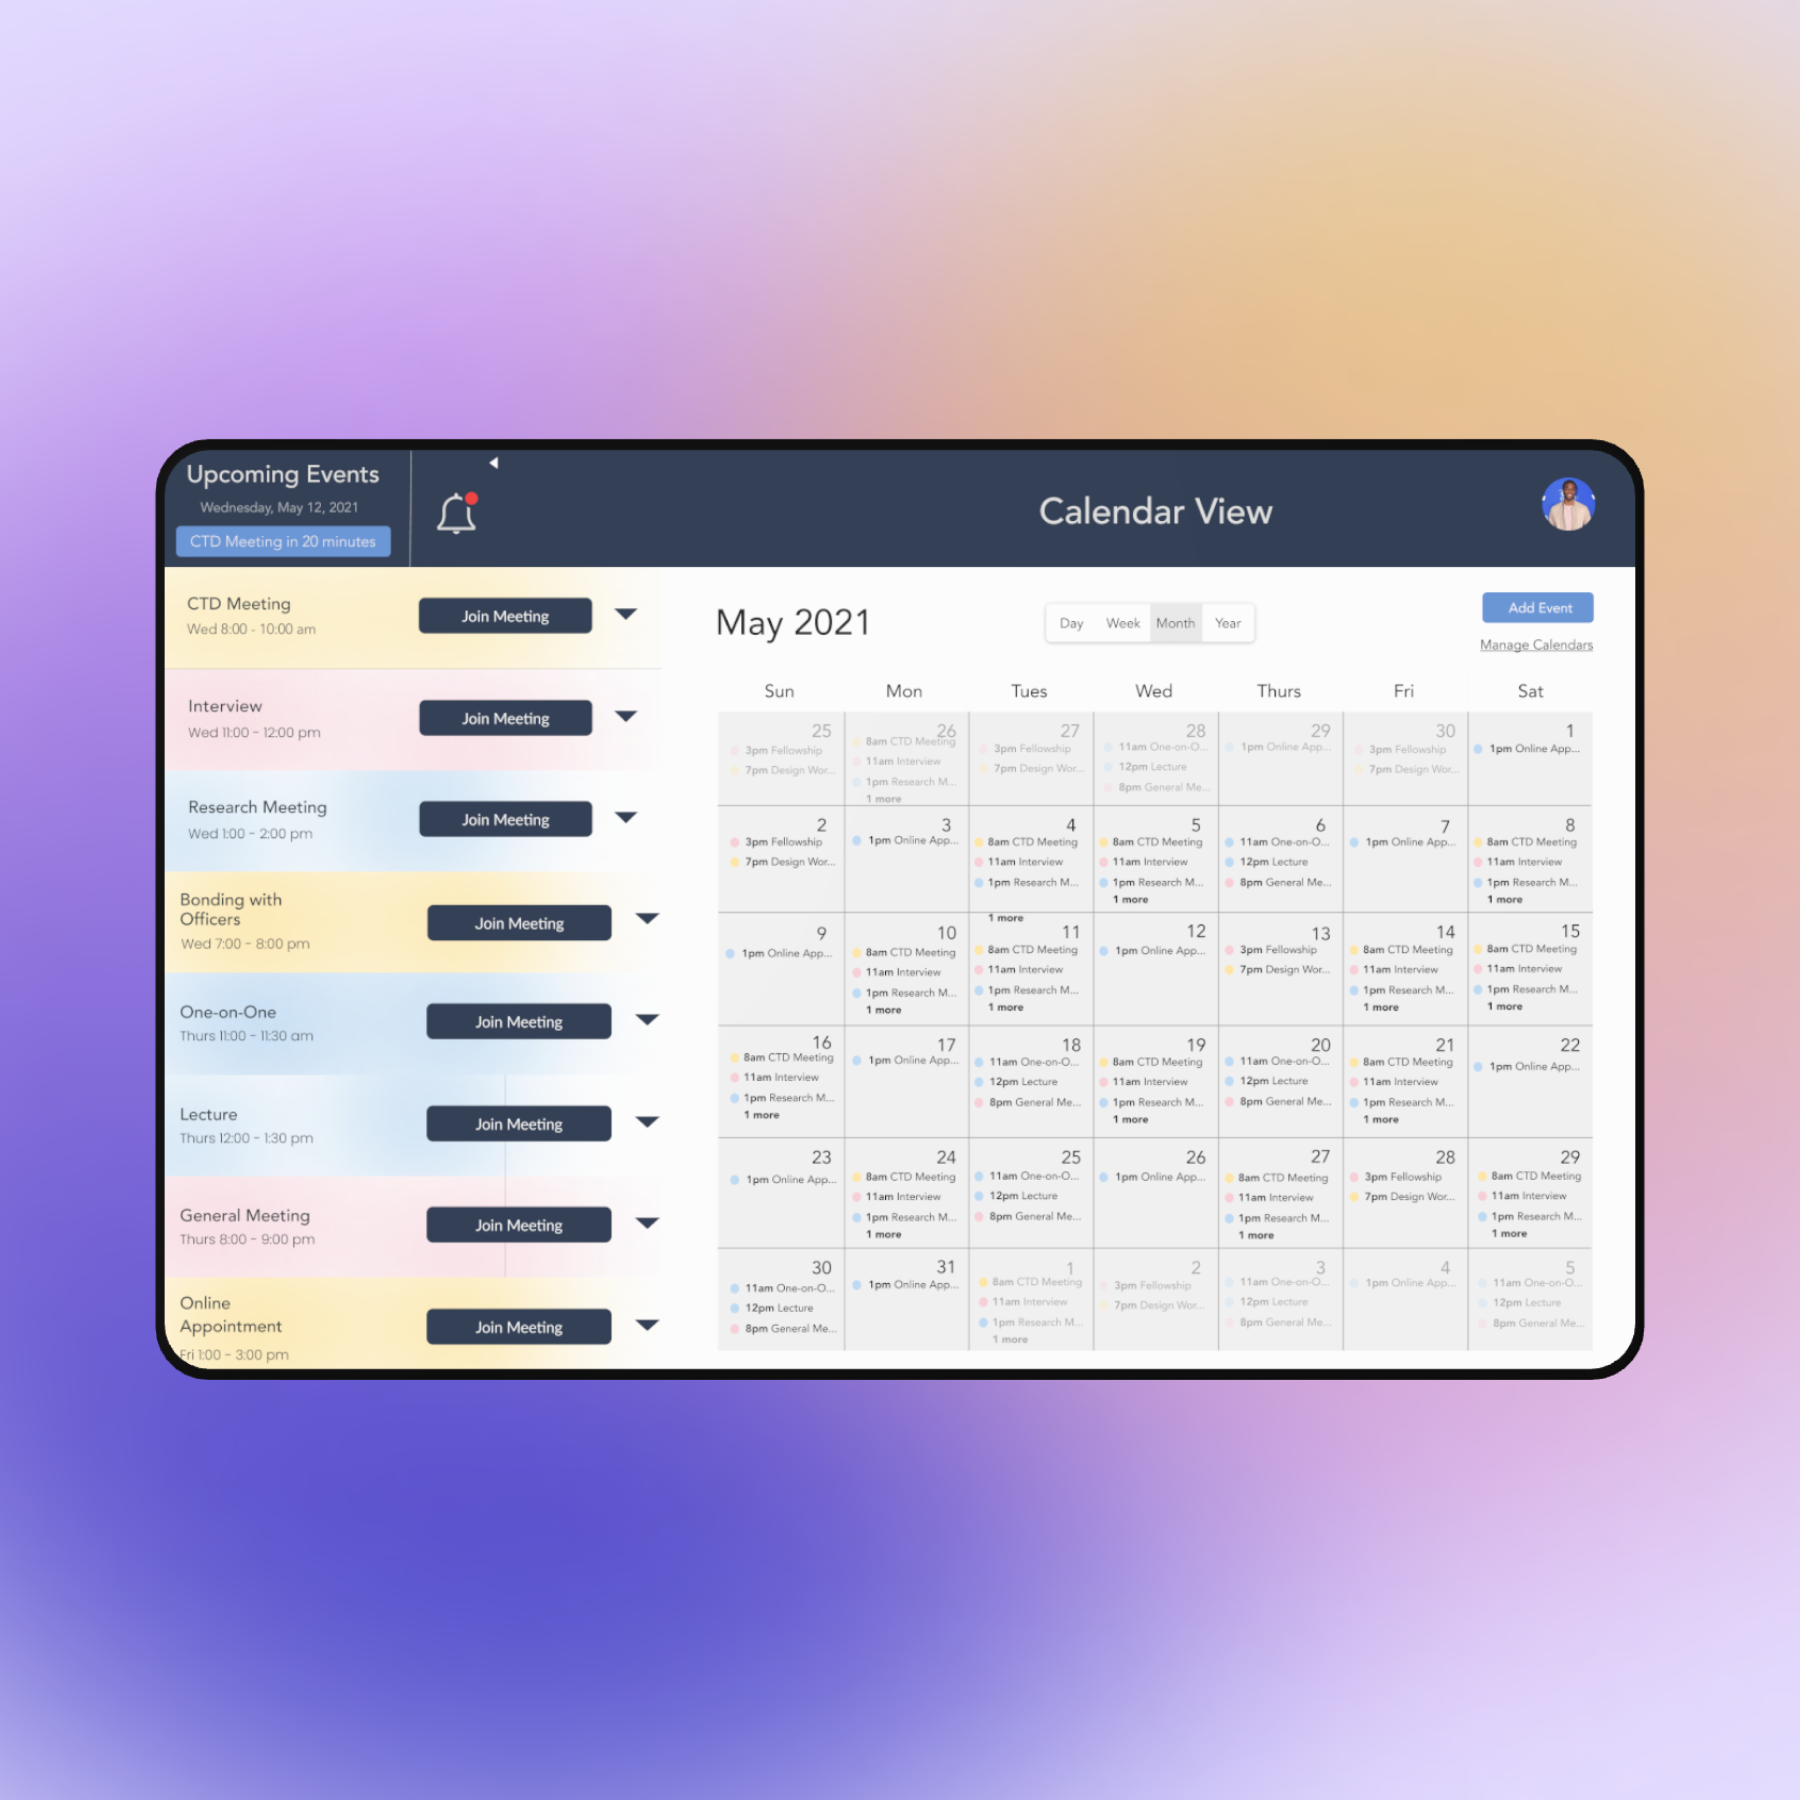 Upcoming Events
Wednesday, May 12, 2021
CTD Meeting in 20 minutes
Calendar View
CTD Meeting
Wed 8:00 - 10:00 am
Join Meeting
Interview
Wed 11:00 - 12:00 pm
Join Meeting
Research Meeting
Wed 1:00 - 2:00 pm
Join Meeting
Bonding with
Officers
Wed 7:00 - 8:00 pm
Join Meeting
One-on-One
Thurs 11:00 - 11:30 am
Join Meeting
Lecture
Thurs 12:00 - 1:30 pm
Join Meeting
General Meeting
Thurs 8:00 - 9:00 pm
Join Meeting
Online
Appointment
Fri 1:00 - 3:00 pm
Join Meeting
May 2021
Day Week Month Year
Add Event
Manage Calendars
Sun Mon Tues Wed Thurs Fri Sat
25
3pm Fellowship
7pm Design Wor...
26
8am CTD Meeting
11am Interview
1pm Research M...
1 more
27
3pm Fellowship
7pm Design Wor...
28
11am One-on-O...
12pm Lecture
8pm General Me...
29
1pm Online App...
30
3pm Fellowship
7pm Design Wor...
1
1pm Online App...
2
3pm Fellowship
7pm Design Wor...
3
1pm Online App...
4
8am CTD Meeting
11am Interview
1pm Research M...
1 more
5
8am CTD Meeting
11am Interview
1pm Research M...
1 more
6
11am One-on-O...
12pm Lecture
8pm General Me...
7
1pm Online App...
8
8am CTD Meeting
11am Interview
1pm Research M...
1 more
9
1pm Online App...
10
8am CTD Meeting
11am Interview
1pm Research M...
1 more
11
8am CTD Meeting
11am Interview
1pm Research M...
1 more
12
1pm Online App...
13
3pm Fellowship
7pm Design Wor...
14
8am CTD Meeting
11am Interview
1pm Research M...
1 more
15
8am CTD Meeting
11am Interview
1pm Research M...
1 more
16
8am CTD Meeting
11am Interview
1pm Research M...
1 more
17
1pm Online App...
18
11am One-on-O...
12pm Lecture
8pm General Me...
19
8am CTD Meeting
11am Interview
1pm Research M...
1 more
20
11am One-on-O...
12pm Lecture
8pm General Me...
21
8am CTD Meeting
11am Interview
1pm Research M...
1 more
22
1pm Online App...
23
1pm Online App...
24
8am CTD Meeting
11am Interview
1pm Research M...
1 more
25
11am One-on-O...
12pm Lecture
8pm General Me...
26
1pm Online App...
27
8am CTD Meeting
11am Interview
1pm Research M...
1 more
28
3pm Fellowship
7pm Design Wor...
29
8am CTD Meeting
11am Interview
1pm Research M...
1 more
30
11am One-on-O...
12pm Lecture
8pm General Me...
31
1pm Online App...
1
8am CTD Meeting
11am Interview
1pm Research M...
1 more
2
3pm Fellowship
7pm Design Wor...
3
11am One-on-O...
12pm Lecture
8pm General Me...
4
1pm Online App...
5
11am One-on-O...
12pm Lecture
8pm General Me...